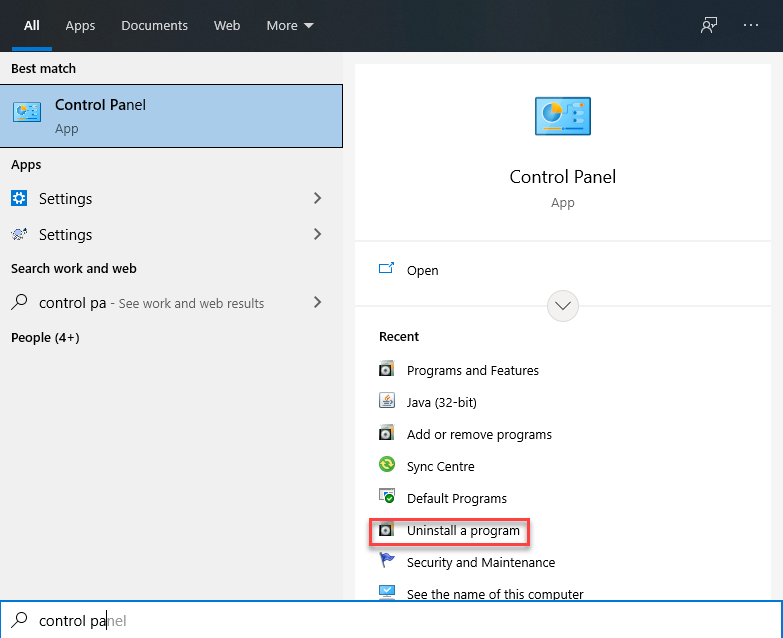 All Apps Documents Web More
Best match
Control Panel
App
Apps
Settings
Settings
Search work and web
control pa - See work and web results
People (4+)
Control Panel
App
Open
Recent
Programs and Features
Java (32-bit)
Add or remove programs
Sync Centre
Default Programs
Uninstall a program
Security and Maintenance
See the name of this computer
control panel